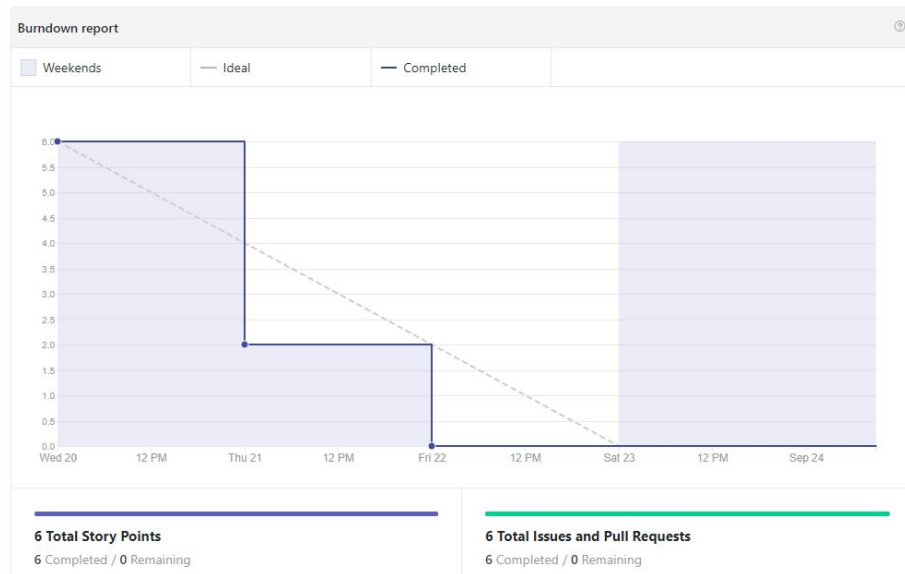 Burndown report
Weekends
Ideal
Completed
6.0
5.5
5.0
4.5
4.0
3.5
3.0
2.5
2.0
1.5
1.0
0.5
0.0
Wed 20 12 PM Thu 21 12 PM Fri 22 12 PM Sat 23 12 PM Sep 24
6 Total Story Points
6 Completed / 0 Remaining
6 Total Issues and Pull Requests
6 Completed / 0 Remaining